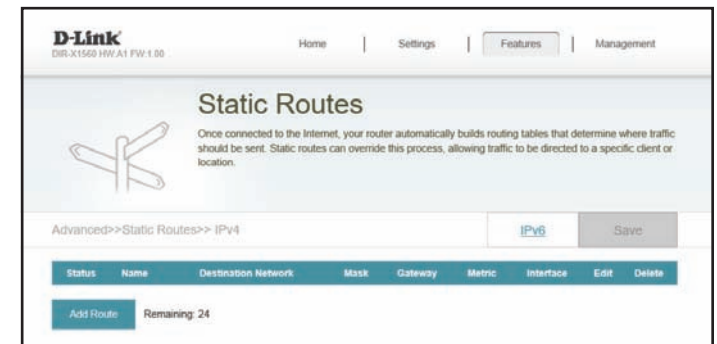 D-Link
DIR-X1560 HW:A1 FW:1.00
Home | Settings | Features | Management
Static Routes
Once connected to the Internet, your router automatically builds routing tables that determine where traffic
should be sent. Static routes can override this process, allowing traffic to be directed to a specific client or
location.
Advanced>>Static Routes>> IPv4
IPv6
Save
Status Name Destination Network Mask Gateway Metric Interface Edit Delete
Add Route Remaining: 24